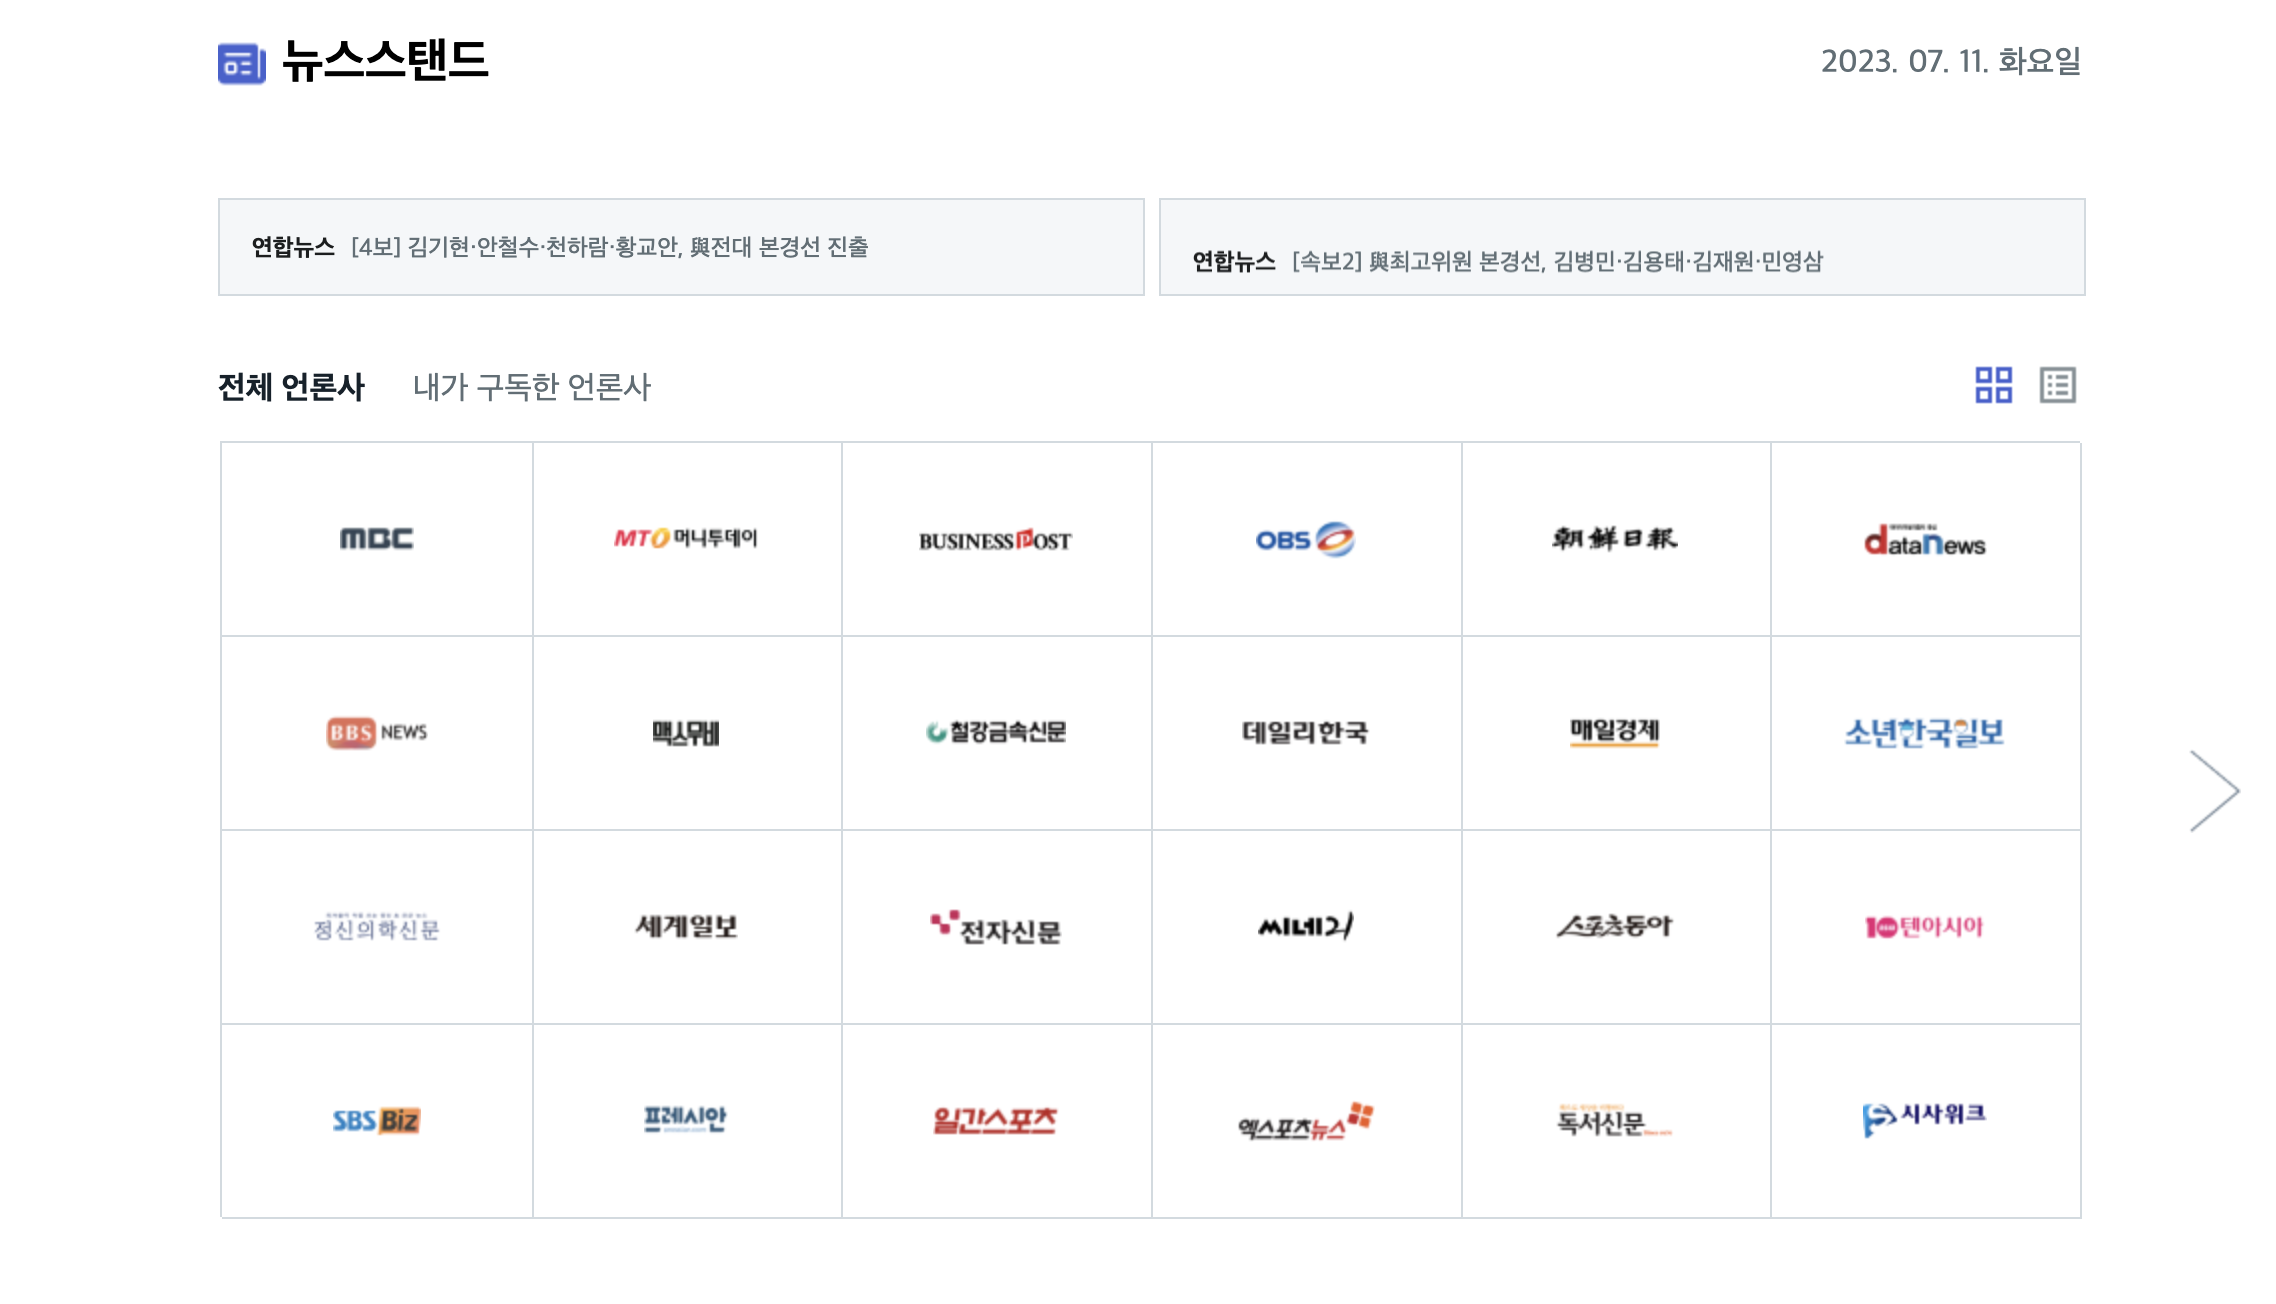 뉴스스탠드
2023. 07. 11. 화요일
연합뉴스 [4보] 김기현·안철수·천하람·황교안, 與전대 본경선 진출
연합뉴스 [속보2] 與최고위원 본경선, 김병민·김용태·김재원·민영삼
전체 언론사 내가 구독한 언론사
MBC
MTO 머니투데이
BUSINESSPOST
OBS
朝鮮日報
dataNews
BBS NEWS
맥스무비
철강금속신문
데일리한국
매일경제
소년한국일보
정신의학신문
세계일보
전자신문
씨네21
스포츠동아
10 텐아시아
SBS Biz
프레시안
일간스포츠
엑스포츠뉴스
독서신문
시사위크